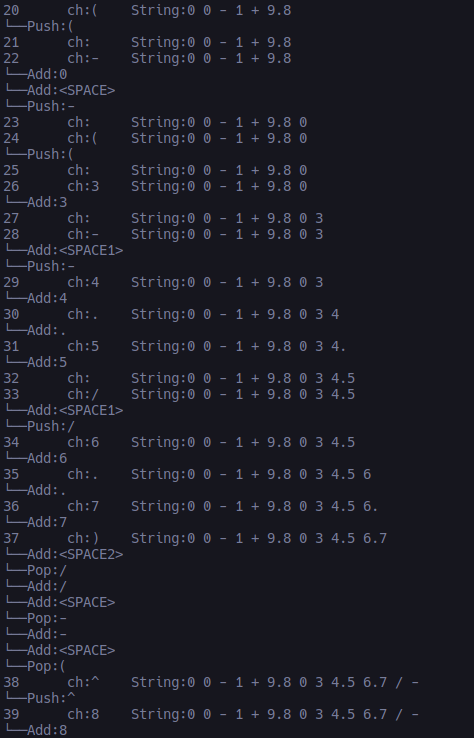 20      ch:(    String:0 0 - 1 + 9.8
└──Push:(
21      ch:     String:0 0 - 1 + 9.8
22      ch:-    String:0 0 - 1 + 9.8
└──Add:0
└──Add:<SPACE>
└──Push:-
23      ch:     String:0 0 - 1 + 9.8 0
24      ch:(    String:0 0 - 1 + 9.8 0
└──Push:(
25      ch:     String:0 0 - 1 + 9.8 0
26      ch:3    String:0 0 - 1 + 9.8 0
└──Add:3
27      ch:     String:0 0 - 1 + 9.8 0 3
28      ch:-    String:0 0 - 1 + 9.8 0 3
└──Add:<SPACE1>
└──Push:-
29      ch:4    String:0 0 - 1 + 9.8 0 3
└──Add:4
30      ch:.    String:0 0 - 1 + 9.8 0 3 4
└──Add:.
31      ch:5    String:0 0 - 1 + 9.8 0 3 4.
└──Add:5
32      ch:     String:0 0 - 1 + 9.8 0 3 4.5
33      ch:/    String:0 0 - 1 + 9.8 0 3 4.5
└──Add:<SPACE1>
└──Push:/
34      ch:6    String:0 0 - 1 + 9.8 0 3 4.5
└──Add:6
35      ch:.    String:0 0 - 1 + 9.8 0 3 4.5 6
└──Add:.
36      ch:7    String:0 0 - 1 + 9.8 0 3 4.5 6.
└──Add:7
37      ch:)    String:0 0 - 1 + 9.8 0 3 4.5 6.7
└──Add:<SPACE2>
└──Pop:/
└──Add:/
└──Add:<SPACE>
└──Pop:-
└──Add:-
└──Add:<SPACE>
└──Pop:(
38      ch:^    String:0 0 - 1 + 9.8 0 3 4.5 6.7 / -
└──Push:^
39      ch:8    String:0 0 - 1 + 9.8 0 3 4.5 6.7 / -
└──Add:8